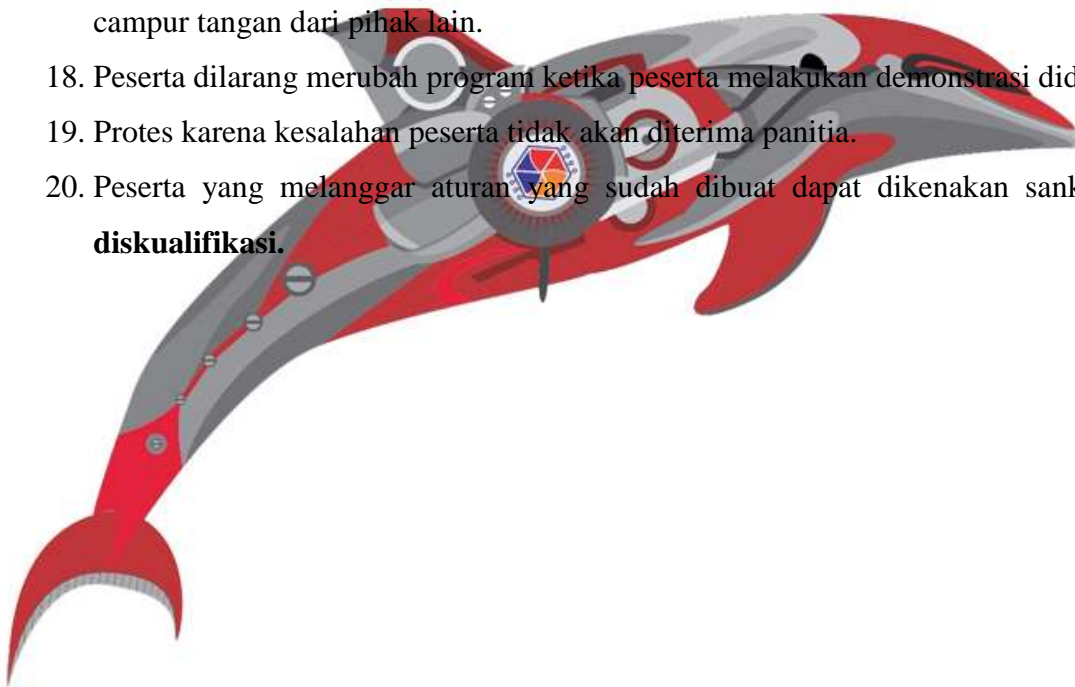 campur tangan dari pihak lain.
18. Peserta dilarang merubah program ketika peserta melakukan demonstrasi did
19. Protes karena kesalahan peserta tidak akan diterima panitia.
20. Peserta yang melanggar aturan yang sudah dibuat dapat dikenakan sank
diskualifikasi.